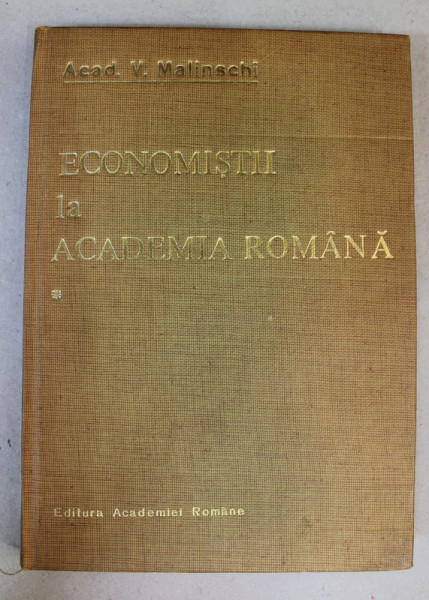 Acad. V. Malinschi
ECONOMIȘTII
la
ACADEMIA ROMÂNĂ
*
Editura Academiei Române